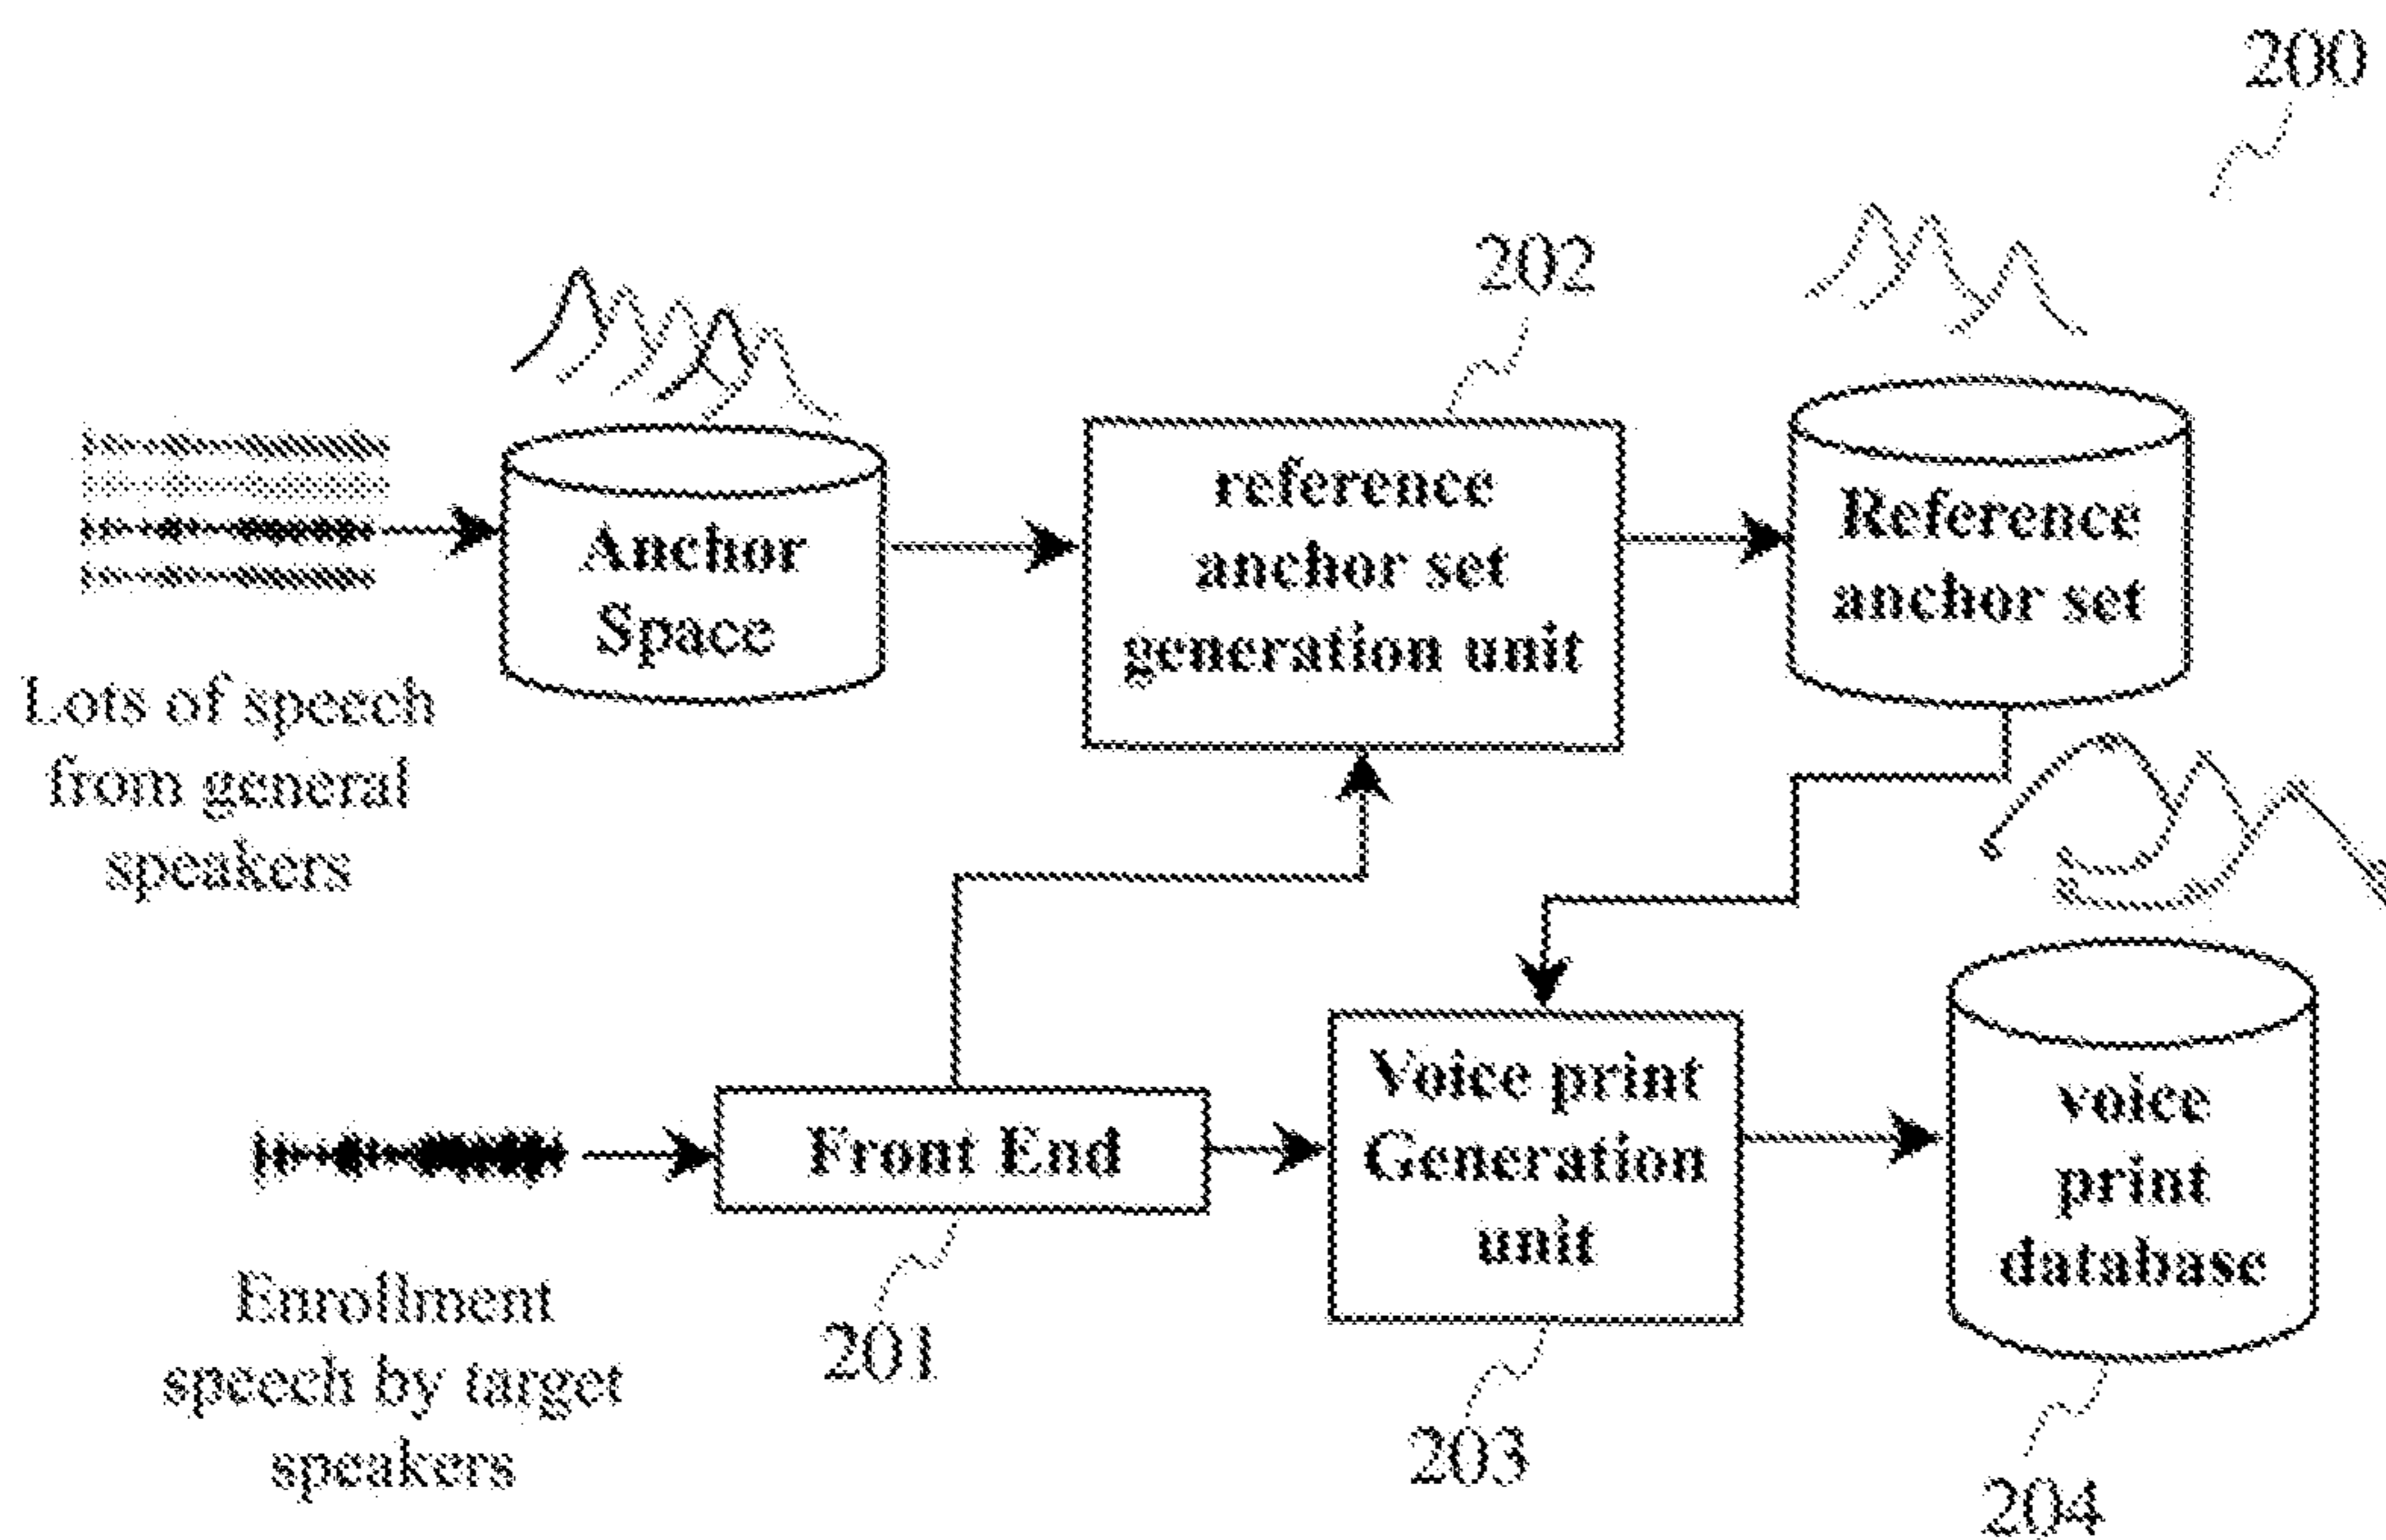 200
202
Anchor
Space
reference
anchor set
generation unit
Reference
anchor set
Lots of speech
from general
speakers
Front End
Voice print
Generation
unit
voice
print
database
Enrollment
speech by target
speakers
201
203
204